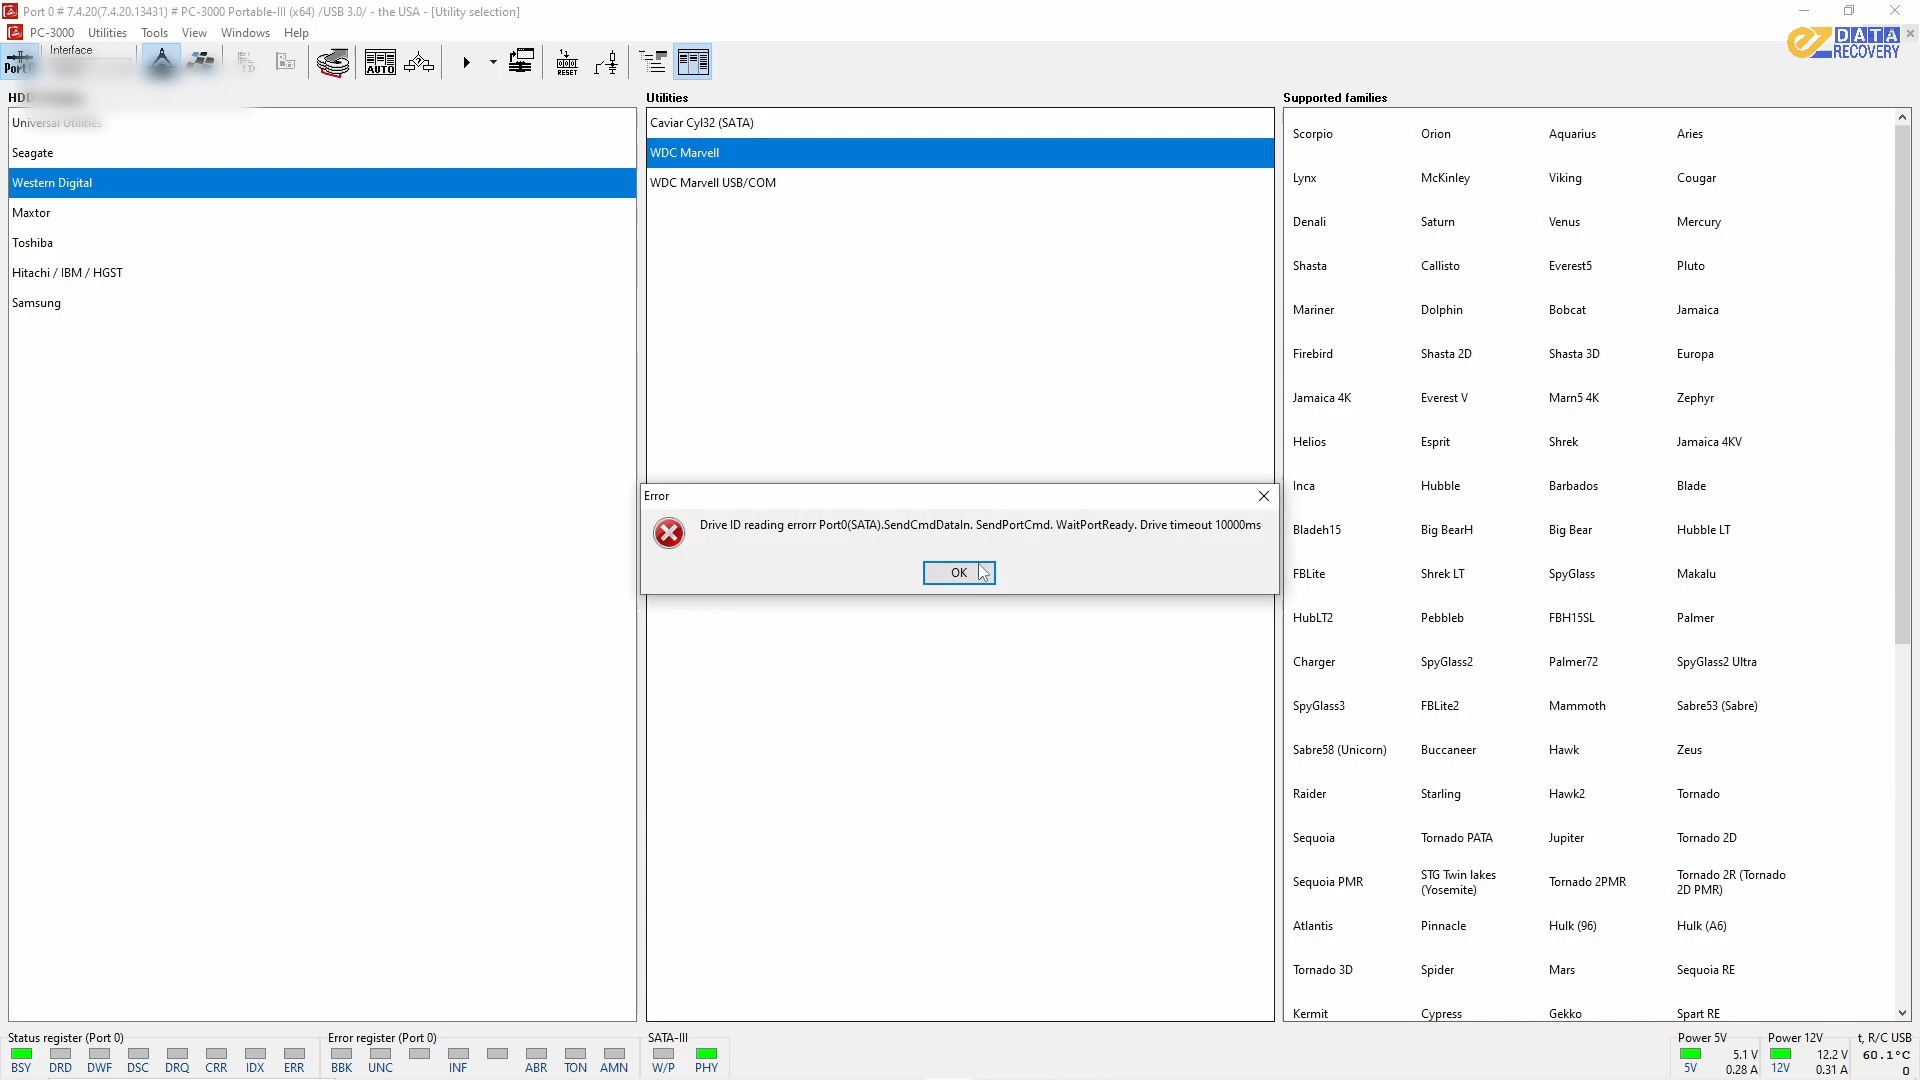 Port 0 # 7.4.20(7.4.20.13431) # PC-3000 Portable-III (x64) /USB 3.0/ - the USA - [Utility selection]
PC-3000 Utilities Tools View Windows Help
Interface
Port
AUTO
RESET
ID
ez DATA RECOVERY
HDD
Utilities
Supported families
Universal Utilities
Seagate
Western Digital
Maxtor
Toshiba
Hitachi / IBM / HGST
Samsung
Caviar Cyl32 (SATA)
WDC Marvell
WDC Marvell USB/COM
Scorpio Orion Aquarius Aries
Lynx McKinley Viking Cougar
Denali Saturn Venus Mercury
Shasta Callisto Everest5 Pluto
Mariner Dolphin Bobcat Jamaica
Firebird Shasta 2D Shasta 3D Europa
Jamaica 4K Everest V Marn5 4K Zephyr
Helios Esprit Shrek Jamaica 4KV
Inca Hubble Barbados Blade
Bladeh15 Big BearH Big Bear Hubble LT
FBLite Shrek LT SpyGlass Makalu
HubLT2 Pebbleb FBH15SL Palmer
Charger SpyGlass2 Palmer72 SpyGlass2 Ultra
SpyGlass3 FBLite2 Mammoth Sabre53 (Sabre)
Sabre58 (Unicorn) Buccaneer Hawk Zeus
Raider Starling Hawk2 Tornado
Sequoia Tornado PATA Jupiter Tornado 2D
Sequoia PMR STG Twin lakes (Yosemite) Tornado 2PMR Tornado 2R (Tornado 2D PMR)
Atlantis Pinnacle Hulk (96) Hulk (A6)
Tornado 3D Spider Mars Sequoia RE
Kermit Cypress Gekko Spart RE
Error
Drive ID reading errorr Port0(SATA).SendCmdDataIn. SendPortCmd. WaitPortReady. Drive timeout 10000ms
OK
Status register (Port 0)
BSY DRD DWF DSC DRQ CRR IDX ERR
Error register (Port 0)
BBK UNC INF ABR TON AMN
SATA-III
W/P PHY
Power 5V
5.1 V
5V 0.28 A
Power 12V
12.2 V
12V 0.31 A
t, R/C USB
60.1°C
0